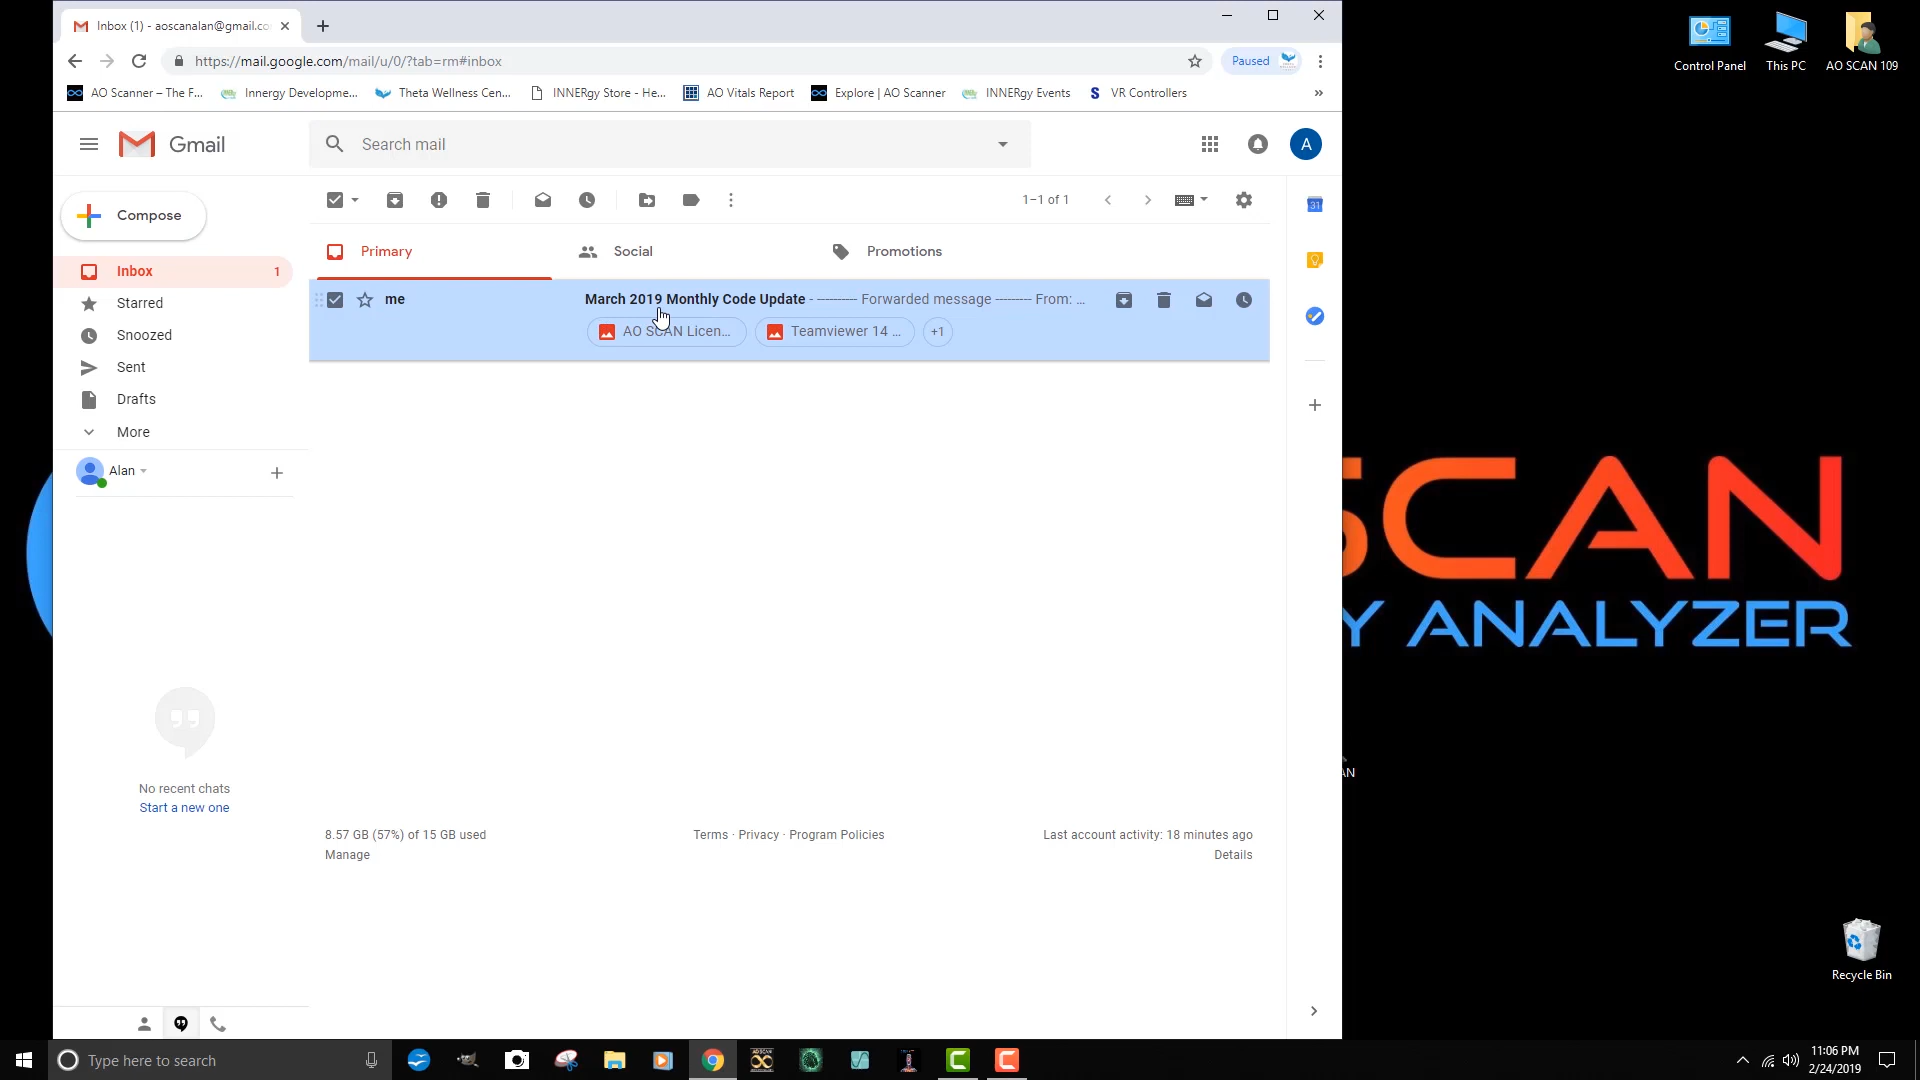 Inbox (1) - aoscanalan@gmail.co
https://mail.google.com/mail/u/0/?tab=rm#inbox
Paused
AO Scanner – The F...
Innergy Developme...
Theta Wellness Cen...
INNERgy Store - He...
AO Vitals Report
Explore | AO Scanner
INNERgy Events
VR Controllers
»
Control Panel
This PC
AO SCAN 109
Gmail
Search mail
A
Compose
1–1 of 1
31
Primary
Social
Promotions
Inbox 1
me
March 2019 Monthly Code Update - ---------- Forwarded message --------- From: ...
AO SCAN Licen...
Teamviewer 14 ...
+1
Starred
Snoozed
Sent
Drafts
More
Alan
SCAN
Y ANALYZER
AN
No recent chats
Start a new one
8.57 GB (57%) of 15 GB used
Manage
Terms · Privacy · Program Policies
Last account activity: 18 minutes ago
Details
Recycle Bin
Type here to search
11:06 PM
2/24/2019